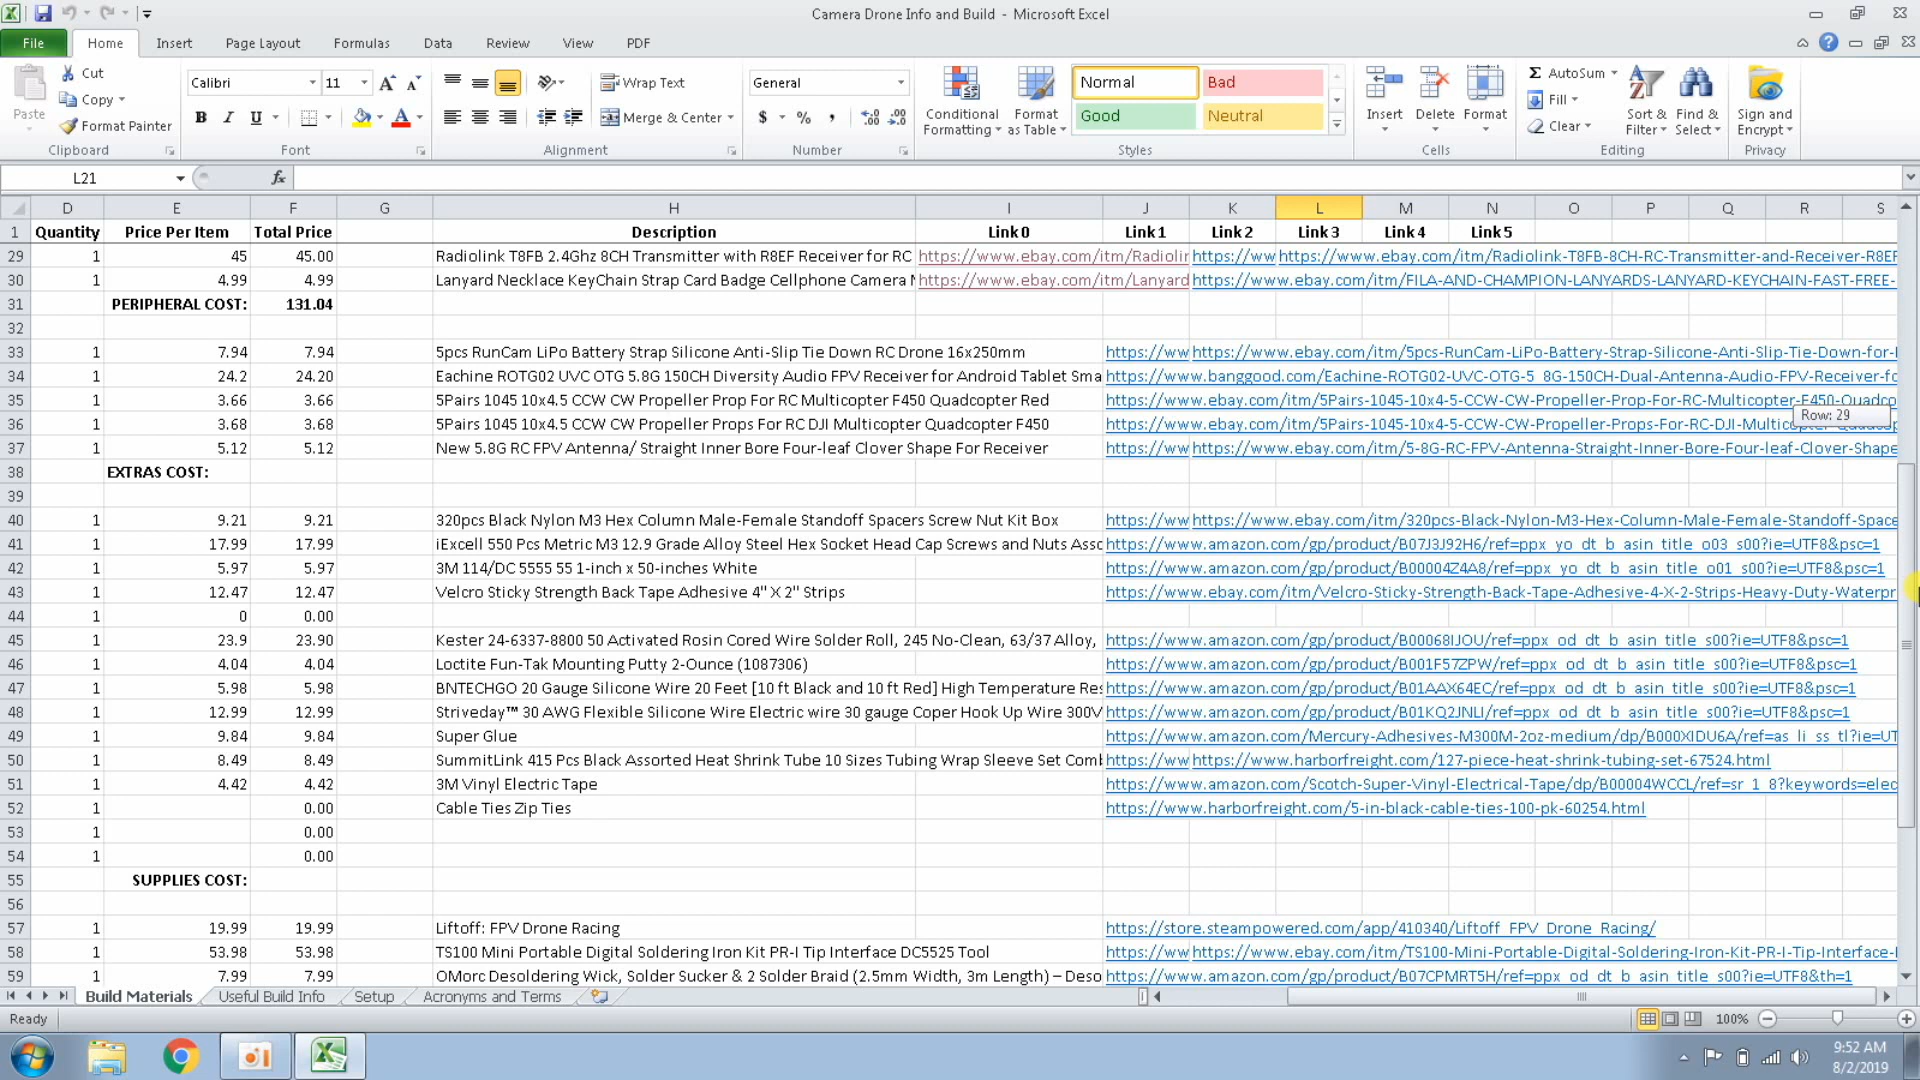 Camera Drone Info and Build - Microsoft Excel
File Home Insert Page Layout Formulas Data Review View PDF
Paste Cut Copy Format Painter Clipboard
Calibri 11 B I U A Font
Wrap Text Merge & Center Alignment
General $ % , Number
Conditional Formatting Format as Table Normal Bad Good Neutral Styles
Insert Delete Format Cells
Σ AutoSum Fill Clear Sort & Filter Find & Select Editing
Sign and Encrypt Privacy
L21 fx
D E F G H I J K L M N O P Q R S
1 Quantity Price Per Item Total Price Description Link 0 Link 1 Link 2 Link 3 Link 4 Link 5
29 1 45 45.00 Radiolink T8FB 2.4Ghz 8CH Transmitter with R8EF Receiver for RC https://www.ebay.com/itm/Radiolir https://ww https://www.ebay.com/itm/Radiolink-T8FB-8CH-RC-Transmitter-and-Receiver-R8EF
30 1 4.99 4.99 Lanyard Necklace KeyChain Strap Card Badge Cellphone Camera https://www.ebay.com/itm/Lanyard https://www.ebay.com/itm/FILA-AND-CHAMPION-LANYARDS-LANYARD-KEYCHAIN-FAST-FREE-
31 PERIPHERAL COST: 131.04
32
33 1 7.94 7.94 5pcs RunCam LiPo Battery Strap Silicone Anti-Slip Tie Down RC Drone 16x250mm https://ww https://www.ebay.com/itm/5pcs-RunCam-LiPo-Battery-Strap-Silicone-Anti-Slip-Tie-Down-for-
34 1 24.2 24.20 Eachine ROTG02 UVC OTG 5.8G 150CH Diversity Audio FPV Receiver for Android Tablet Sma https://www.banggood.com/Eachine-ROTG02-UVC-OTG-5_8G-150CH-Dual-Antenna-Audio-FPV-Receiver-fo
35 1 3.66 3.66 5Pairs 1045 10x4.5 CCW CW Propeller Prop For RC Multicopter F450 Quadcopter Red https://www.ebay.com/itm/5Pairs-1045-10x4-5-CCW-CW-Propeller-Prop-For-RC-Multicopter-F450-Quadco
Row: 29
36 1 3.68 3.68 5Pairs 1045 10x4.5 CCW CW Propeller Props For RC DJI Multicopter Quadcopter F450 https://www.ebay.com/itm/5Pairs-1045-10x4-5-CCW-CW-Propeller-Props-For-RC-DJI-Multicopter-
37 1 5.12 5.12 New 5.8G RC FPV Antenna/ Straight Inner Bore Four-leaf Clover Shape For Receiver https://ww https://www.ebay.com/itm/5-8G-RC-FPV-Antenna-Straight-Inner-Bore-Four-leaf-Clover-Shape
38 EXTRAS COST:
39
40 1 9.21 9.21 320pcs Black Nylon M3 Hex Column Male-Female Standoff Spacers Screw Nut Kit Box https://ww https://www.ebay.com/itm/320pcs-Black-Nylon-M3-Hex-Column-Male-Female-Standoff-Space
41 1 17.99 17.99 iExcell 550 Pcs Metric M3 12.9 Grade Alloy Steel Hex Socket Head Cap Screws and Nuts Asso https://www.amazon.com/gp/product/B07J3J92H6/ref=ppx_yo_dt_b_asin_title_o03_s00?ie=UTF8&psc=1
42 1 5.97 5.97 3M 114/DC 5555 55 1-inch x 50-inches White https://www.amazon.com/gp/product/B00004Z4A8/ref=ppx_yo_dt_b_asin_title_o01_s00?ie=UTF8&psc=1
43 1 12.47 12.47 Velcro Sticky Strength Back Tape Adhesive 4" X 2" Strips https://www.ebay.com/itm/Velcro-Sticky-Strength-Back-Tape-Adhesive-4-X-2-Strips-Heavy-Duty-Waterpr
44 1 0 0.00
45 1 23.9 23.90 Kester 24-6337-8800 50 Activated Rosin Cored Wire Solder Roll, 245 No-Clean, 63/37 Alloy, https://www.amazon.com/gp/product/B00068IJOU/ref=ppx_od_dt_b_asin_title_s00?ie=UTF8&psc=1
46 1 4.04 4.04 Loctite Fun-Tak Mounting Putty 2-Ounce (1087306) https://www.amazon.com/gp/product/B001F57ZPW/ref=ppx_od_dt_b_asin_title_s00?ie=UTF8&psc=1
47 1 5.98 5.98 BNTECHGO 20 Gauge Silicone Wire 20 Feet [10 ft Black and 10 ft Red] High Temperature Res https://www.amazon.com/gp/product/B01AAX64EC/ref=ppx_od_dt_b_asin_title_s00?ie=UTF8&psc=1
48 1 12.99 12.99 Striveday™ 30 AWG Flexible Silicone Wire Electric wire 30 gauge Coper Hook Up Wire 300V https://www.amazon.com/gp/product/B01KQ2JNLI/ref=ppx_od_dt_b_asin_title_s00?ie=UTF8&psc=1
49 1 9.84 9.84 Super Glue https://www.amazon.com/Mercury-Adhesives-M300M-2oz-medium/dp/B000XIDU6A/ref=as_li_ss_tl?ie=UT
50 1 8.49 8.49 SummitLink 415 Pcs Black Assorted Heat Shrink Tube 10 Sizes Tubing Wrap Sleeve Set Comb https://ww https://www.harborfreight.com/127-piece-heat-shrink-tubing-set-67524.html
51 1 4.42 4.42 3M Vinyl Electric Tape https://www.amazon.com/Scotch-Super-Vinyl-Electrical-Tape/dp/B00004WCCL/ref=sr_1_8?keywords=elec
52 1 0.00 Cable Ties Zip Ties https://www.harborfreight.com/5-in-black-cable-ties-100-pk-60254.html
53 1 0.00
54 1 0.00
55 SUPPLIES COST:
56
57 1 19.99 19.99 Liftoff: FPV Drone Racing https://store.steampowered.com/app/410340/Liftoff_FPV_Drone_Racing/
58 1 53.98 53.98 TS100 Mini Portable Digital Soldering Iron Kit PR-I Tip Interface DC5525 Tool https://ww https://www.ebay.com/itm/TS100-Mini-Portable-Digital-Soldering-Iron-Kit-PR-I-Tip-Interface-
59 1 7.99 7.99 OMorc Desoldering Wick, Solder Sucker & 2 Solder Braid (2.5mm Width, 3m Length) – Deso https://www.amazon.com/gp/product/B07CPMRT5H/ref=ppx_od_dt_b_asin_title_s00?ie=UTF8&th=1
Build Materials Useful Build Info Setup Acronyms and Terms
Ready 100%
9:52 AM
8/2/2019